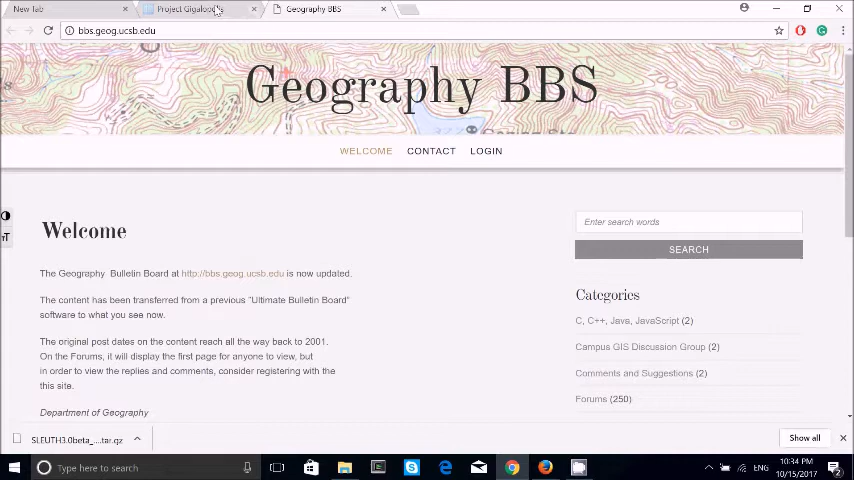 New Tab
Project Gigalopolis
Geography BBS
bbs.geog.ucsb.edu
Geography BBS
WELCOME CONTACT LOGIN
Welcome
The Geography Bulletin Board at http://bbs.geog.ucsb.edu is now updated.
The content has been transferred from a previous "Ultimate Bulletin Board"
software to what you see now.
The original post dates on the content reach all the way back to 2001.
On the Forums, it will display the first page for anyone to view, but
in order to view the replies and comments, consider registering with the
this site.
Department of Geography
Enter search words
SEARCH
Categories
C, C++, Java, JavaScript (2)
Campus GIS Discussion Group (2)
Comments and Suggestions (2)
Forums (250)
SLEUTH3.0beta_....tar.gz
Show all
Type here to search
ENG
10:34 PM
10/15/2017
2